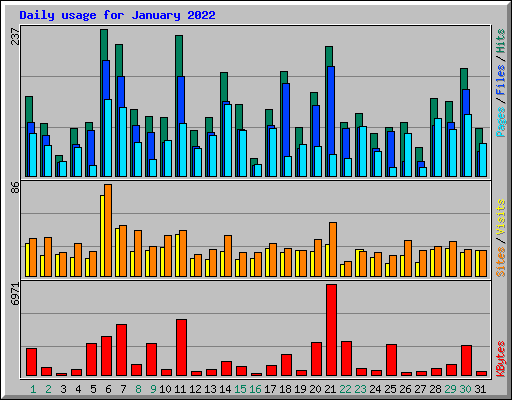 Daily usage for January 2022
237
Pages / Files / Hits
86
Sites / Visits
6971
KBytes
1 2 3 4 5 6 7 8 9 10 11 12 13 14 15 16 17 18 19 20 21 22 23 24 25 26 27 28 29 30 31